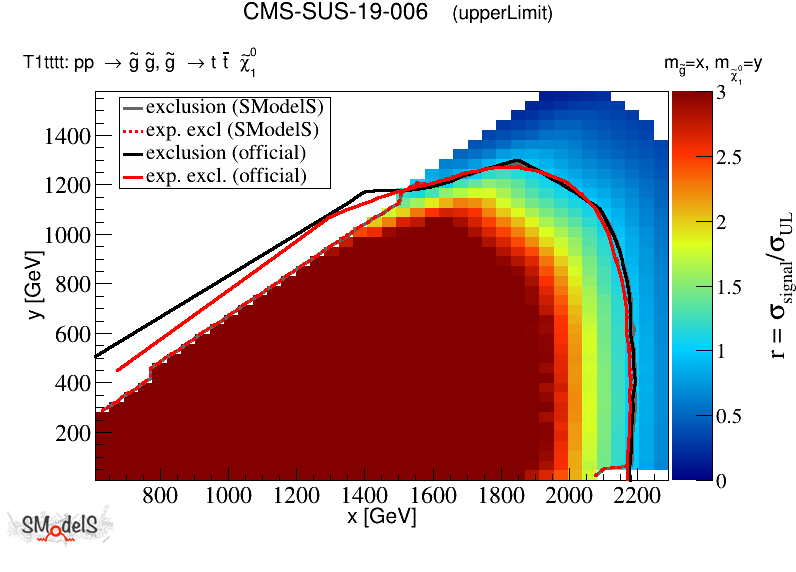 CMS-SUS-19-006 (upperLimit)
T1tttt: pp → g̃ g̃, g̃ → t t̄ χ̃₁⁰
m_g̃=x, m_χ̃₁⁰=y
exclusion (SModelS)
exp. excl (SModelS)
exclusion (official)
exp. excl. (official)
1400
1200
1000
800
600
400
200
y [GeV]
800 1000 1200 1400 1600 1800 2000 2200
x [GeV]
3
2.5
2
1.5
1
0.5
0
r = σ_signal/σ_UL
SModelS